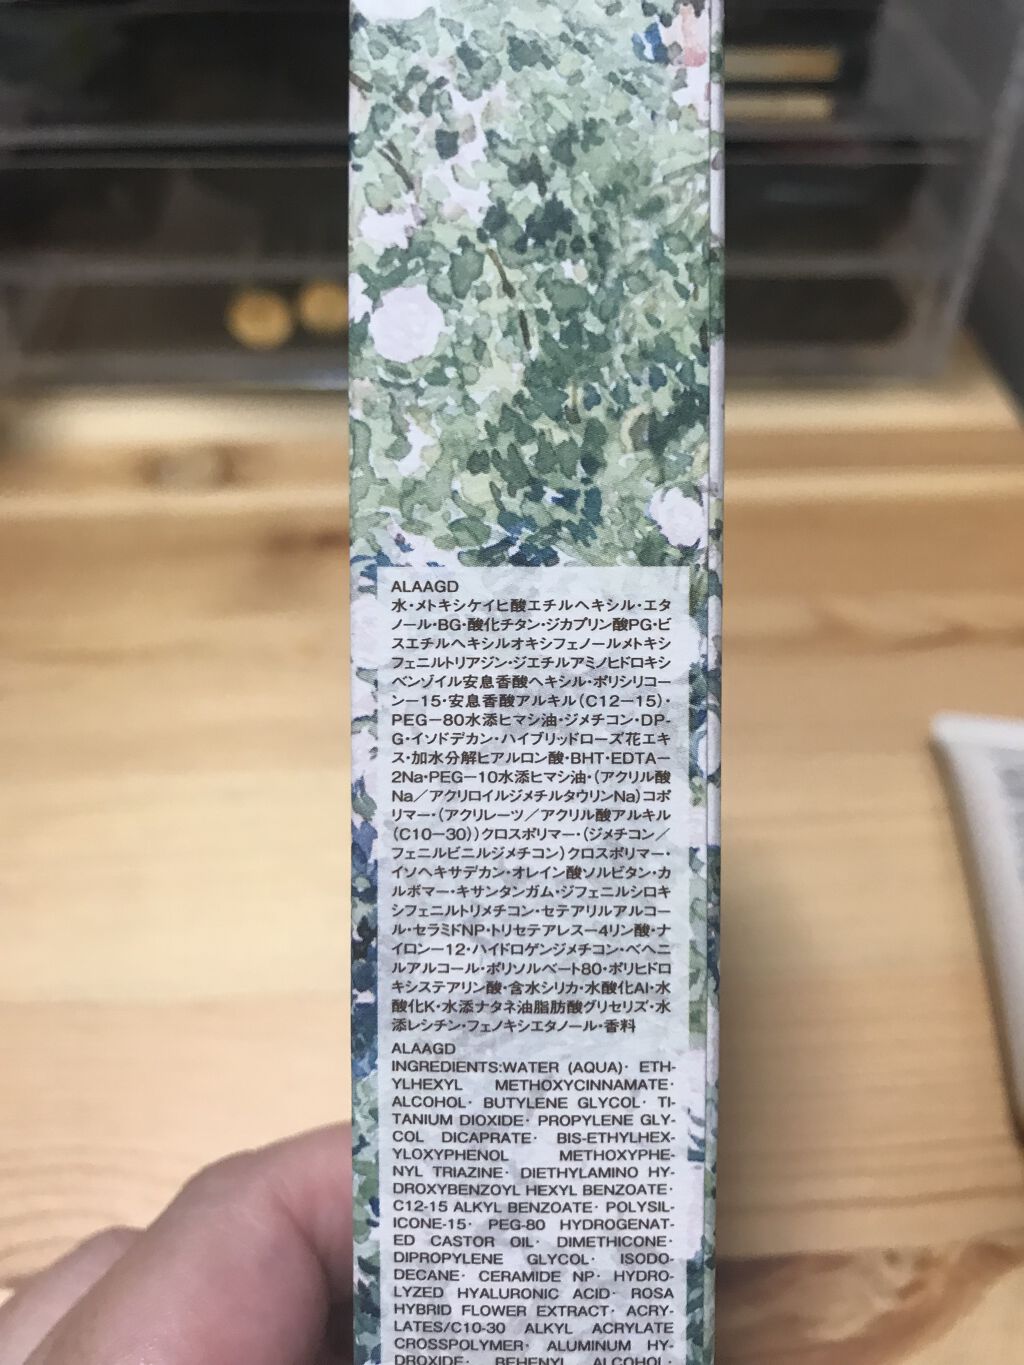 ALAAGD
水・メトキシケイヒ酸エチルヘキシル・エタ
ノール・BG・酸化チタン・ジカプリン酸PG・ビ
スエチルヘキシルオキシフェノールメトキシ
フェニルトリアジン・ジエチルアミノヒドロキシ
ベンゾイル安息香酸ヘキシル・ポリシリコー
ン－15・安息香酸アルキル（C12－15）・
PEG－80水添ヒマシ油・ジメチコン・DP-
G・イソドデカン・ハイブリッドローズ花エキ
ス・加水分解ヒアルロン酸・BHT・EDTA－
2Na・PEG－10水添ヒマシ油・（アクリル酸
Na／アクリロイルジメチルタウリンNa）コポ
リマー・（アクリレーツ／アクリル酸アルキル
（C10－30））クロスポリマー・（ジメチコン／
フェニルビニルジメチコン）クロスポリマー・
イソヘキサデカン・オレイン酸ソルビタン・カ
ルボマー・キサンタンガム・ジフェニルシロキ
シフェニルトリメチコン・セテアリルアルコー
ル・セラミドNP・トリセテアレス－4リン酸・ナ
イロン－12・ハイドロゲンジメチコン・ベヘニ
ルアルコール・ポリソルベート80・ポリヒドロ
キシステアリン酸・含水シリカ・水酸化Al・水
酸化K・水添ナタネ油脂肪酸グリセリズ・水
添レシチン・フェノキシエタノール・香料
ALAAGD
INGREDIENTS:WATER (AQUA)・ ETH-
YLHEXYL METHOXYCINNAMATE・
ALCOHOL・ BUTYLENE GLYCOL・ TI-
TANIUM DIOXIDE・ PROPYLENE GLY-
COL DICAPRATE・ BIS-ETHYLHEX-
YLOXYPHENOL METHOXYPHE-
NYL TRIAZINE・ DIETHYLAMINO HY-
DROXYBENZOYL HEXYL BENZOATE・
C12-15 ALKYL BENZOATE・ POLYSIL-
ICONE-15・ PEG-80 HYDROGENAT-
ED CASTOR OIL・ DIMETHICONE・
DIPROPYLENE GLYCOL・ ISODO-
DECANE・ CERAMIDE NP・ HYDRO-
LYZED HYALURONIC ACID・ ROSA
HYBRID FLOWER EXTRACT・ ACRY-
LATES/C10-30 ALKYL ACRYLATE
CROSSPOLYMER・ ALUMINUM HY-
DROXIDE・ BEHENYL ALCOHOL・